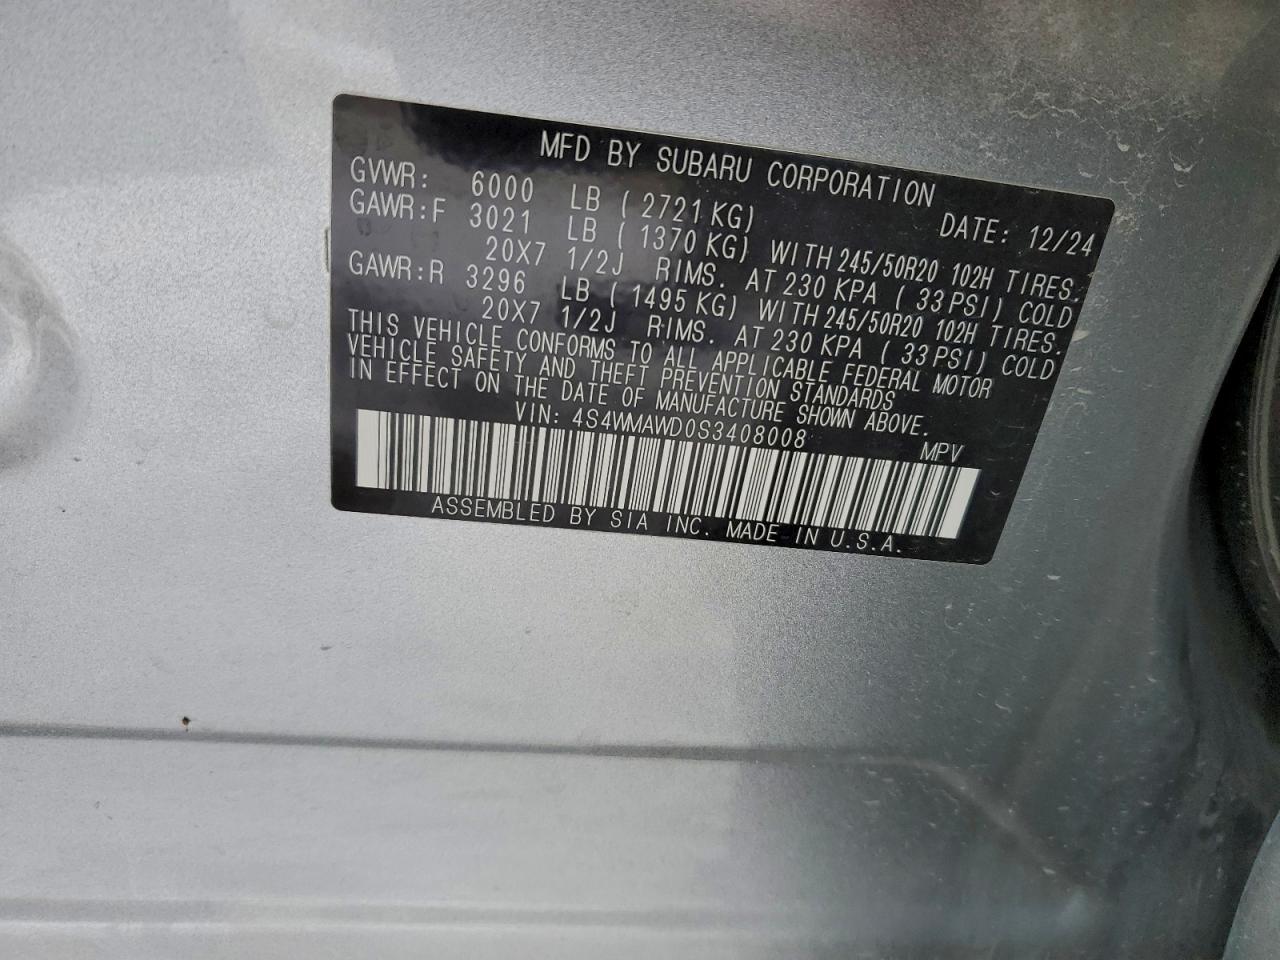 MFD BY SUBARU CORPORATION
DATE: 12/24
GVWR: 6000 LB ( 2721 KG)
GAWR:F 3021 LB ( 1370 KG) WITH 245/50R20 102H TIRES.
20X7 1/2J RIMS. AT 230 KPA ( 33 PSI) COLD
GAWR:R 3296 LB ( 1495 KG) WITH 245/50R20 102H TIRES.
20X7 1/2J RIMS. AT 230 KPA ( 33 PSI) COLD
THIS VEHICLE CONFORMS TO ALL APPLICABLE FEDERAL MOTOR
VEHICLE SAFETY AND THEFT PREVENTION STANDARDS
IN EFFECT ON THE DATE OF MANUFACTURE SHOWN ABOVE.
VIN: 4S4WMAWD0S3408008 MPV
ASSEMBLED BY SIA INC. MADE IN U.S.A.